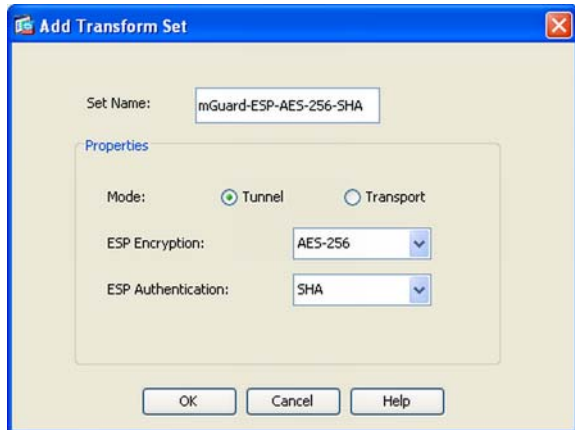 Add Transform Set
Set Name: mGuard-ESP-AES-256-SHA
Properties
Mode: Tunnel Transport
ESP Encryption: AES-256
ESP Authentication: SHA
OK Cancel Help